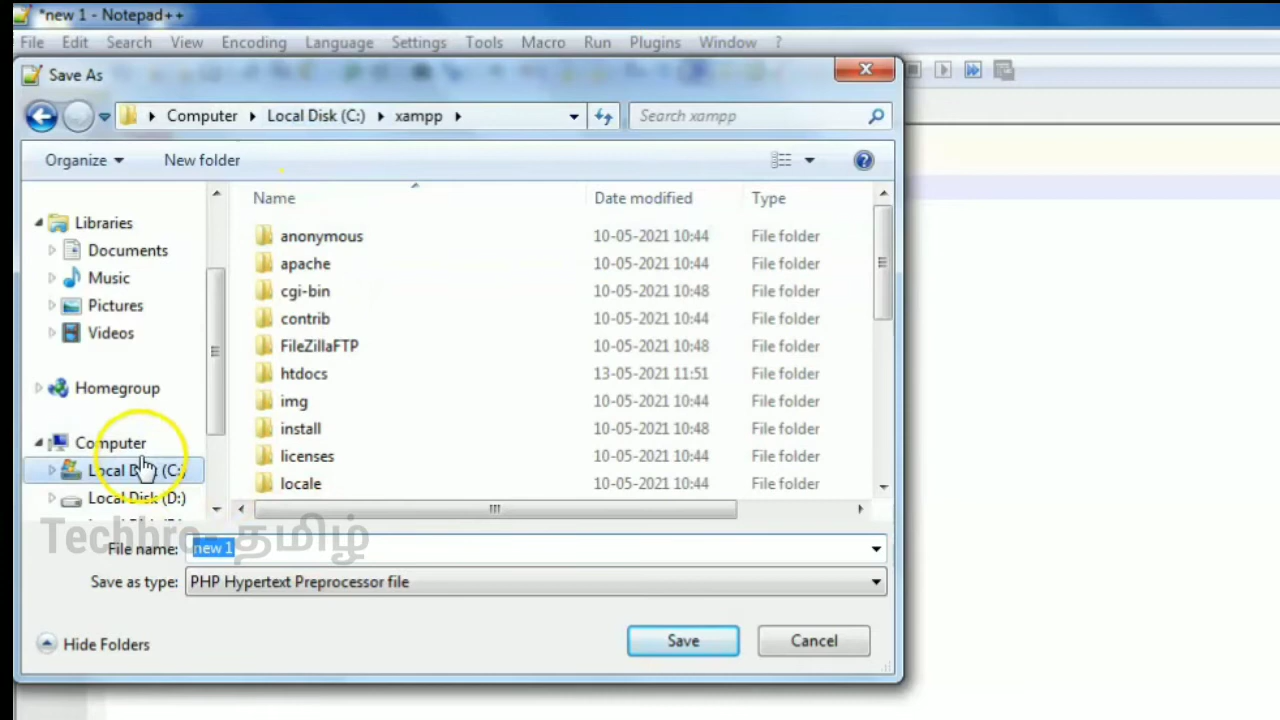 *new 1 - Notepad++
File Edit Search View Encoding Language Settings Tools Macro Run Plugins Window ?
Save As
Computer Local Disk (C:) xampp Search xampp
Organize New folder
Name Date modified Type
Libraries
Documents
Music
Pictures
Videos
Homegroup
Computer
Local Disk (C:)
Local Disk (D:)
anonymous 10-05-2021 10:44 File folder
apache 10-05-2021 10:44 File folder
cgi-bin 10-05-2021 10:48 File folder
contrib 10-05-2021 10:44 File folder
FileZillaFTP 10-05-2021 10:48 File folder
htdocs 13-05-2021 11:51 File folder
img 10-05-2021 10:44 File folder
install 10-05-2021 10:48 File folder
licenses 10-05-2021 10:44 File folder
locale 10-05-2021 10:44 File folder
Techbro- தமிழ்
File name: new 1
Save as type: PHP Hypertext Preprocessor file
Hide Folders Save Cancel